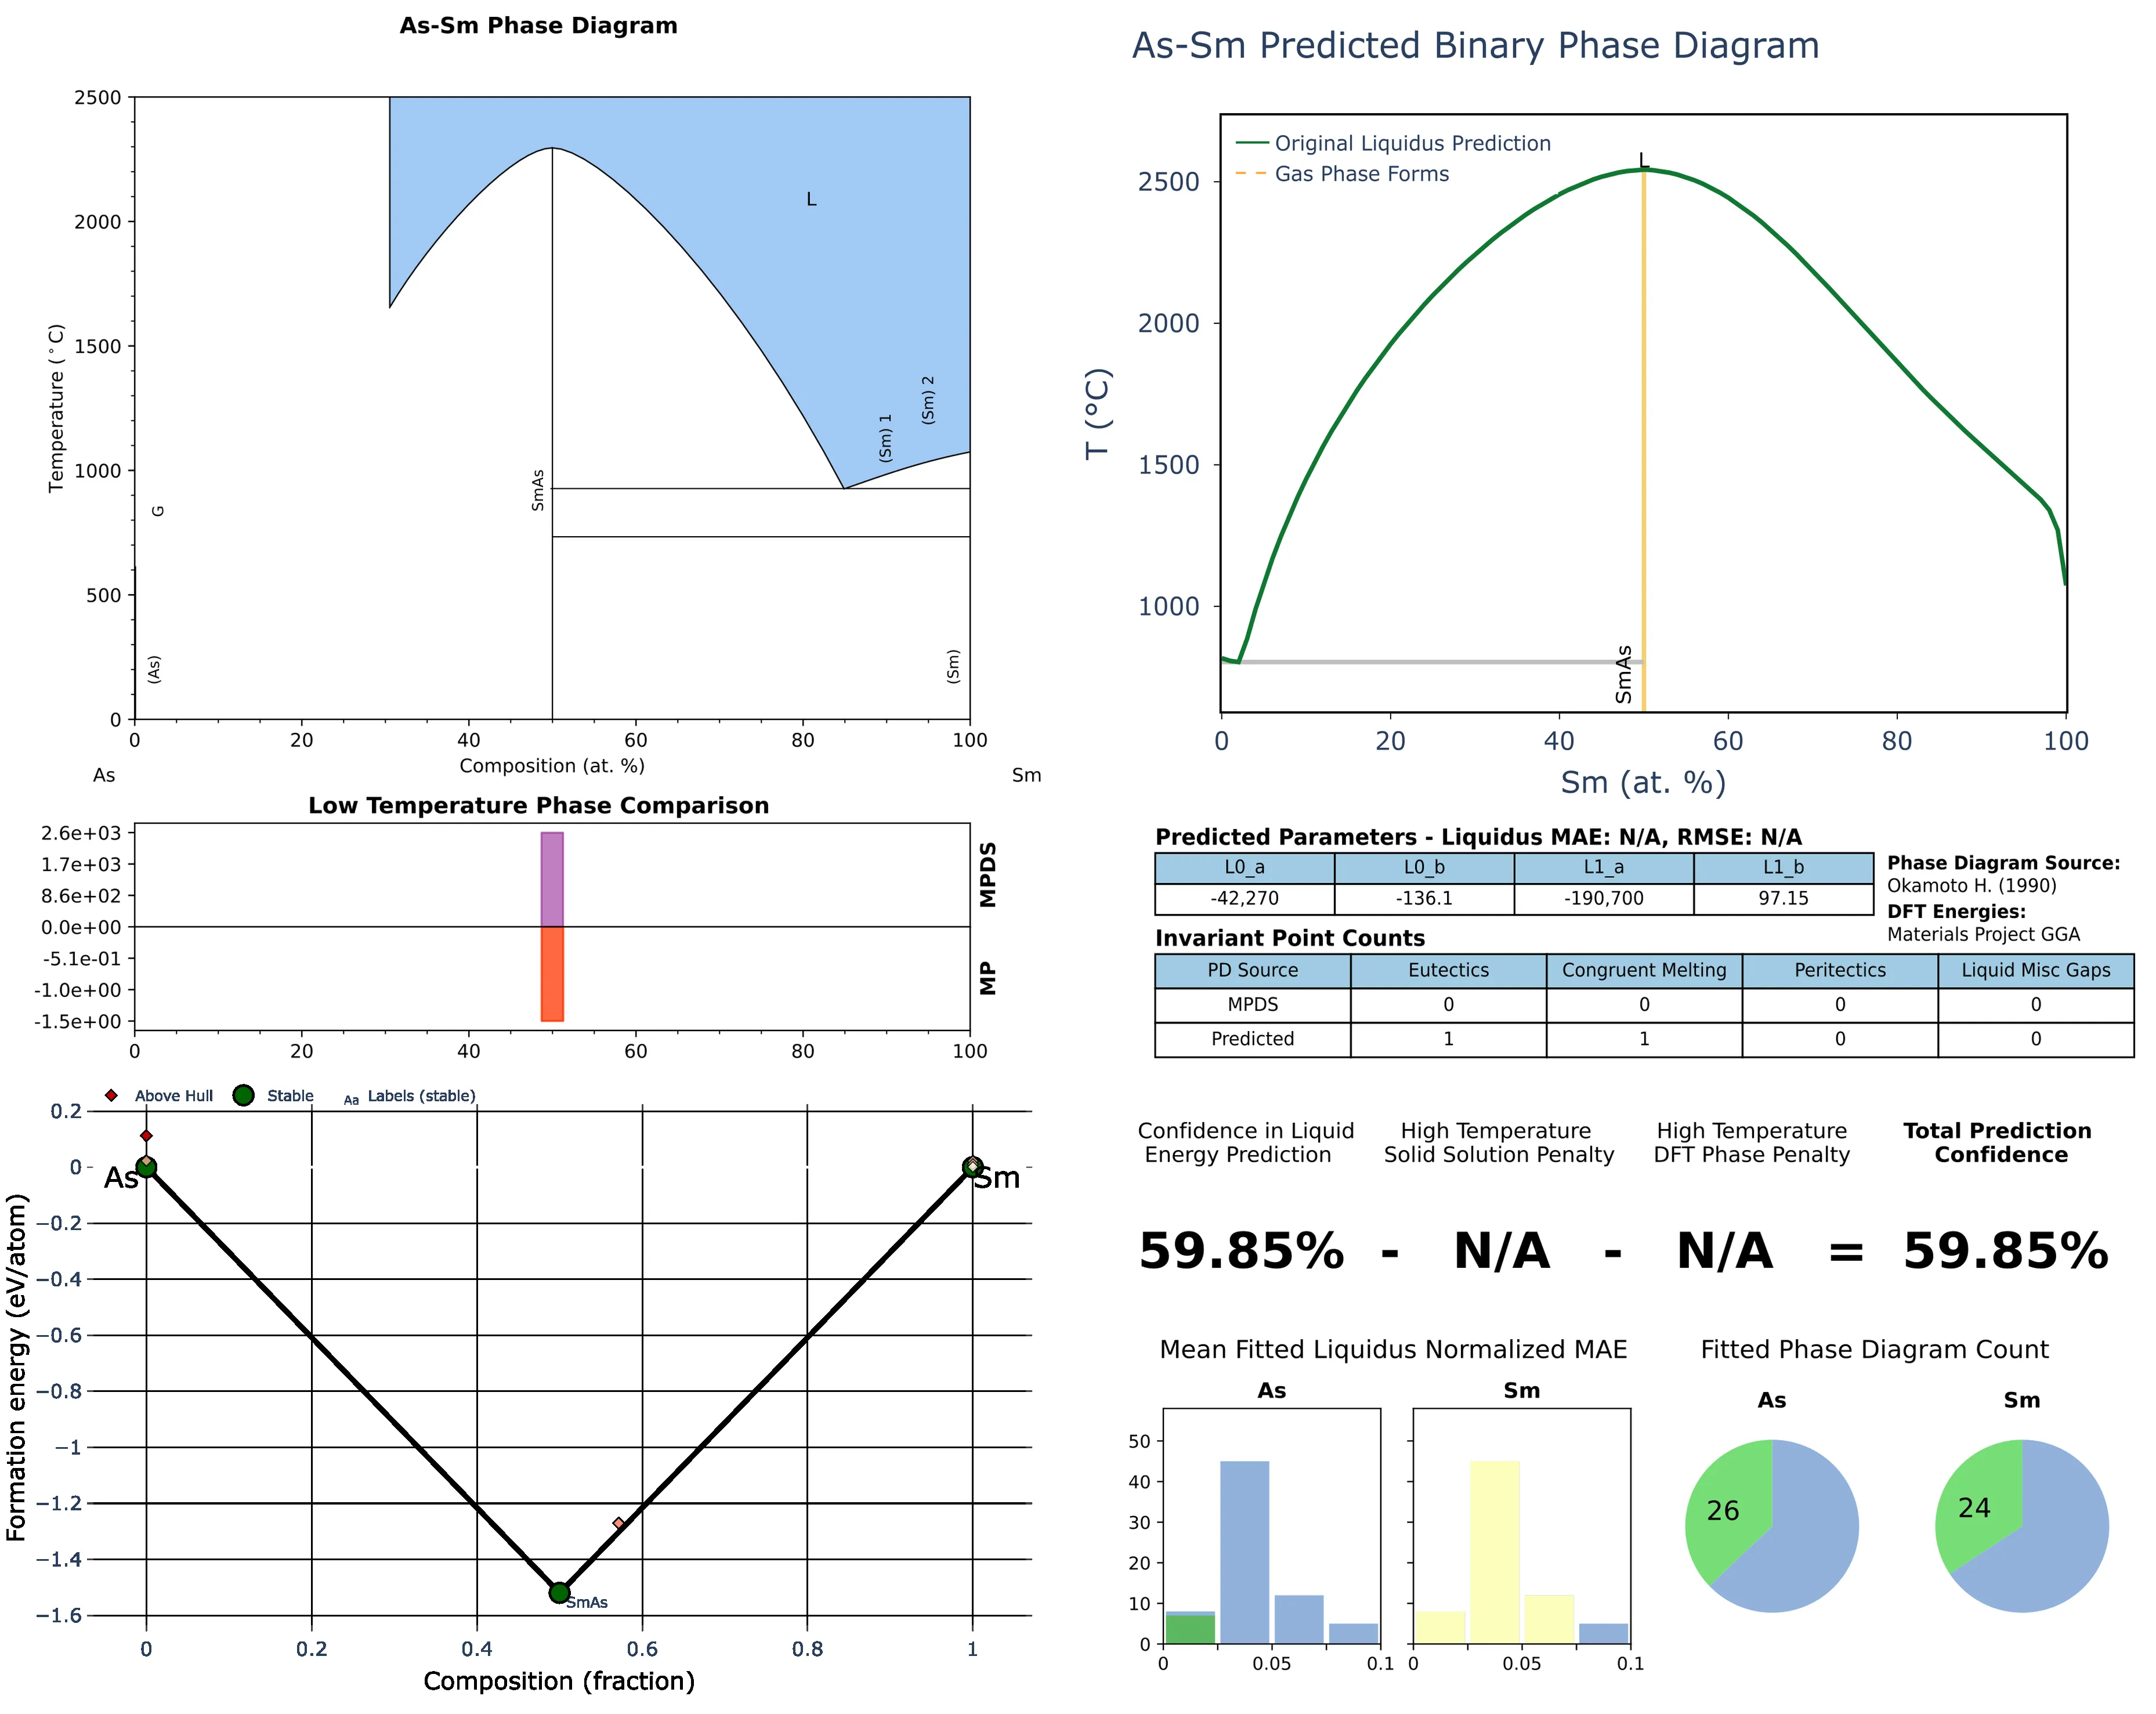 As-Sm Phase Diagram
2500
2000
1500
1000
500
0
Temperature (°C)
L
(Sm) 1
(Sm) 2
SmAs
G
(As)
(Sm)
0 20 40 60 80 100
Composition (at. %)
As
Sm
As-Sm Predicted Binary Phase Diagram
Original Liquidus Prediction
Gas Phase Forms
L
2500
2000
1500
1000
T (°C)
SmAs
0 20 40 60 80 100
Sm (at. %)
Low Temperature Phase Comparison
2.6e+03
1.7e+03
8.6e+02
0.0e+00
-5.1e-01
-1.0e+00
-1.5e+00
MPDS
MP
0 20 40 60 80 100
Predicted Parameters - Liquidus MAE: N/A, RMSE: N/A
L0_a L0_b L1_a L1_b
-42,270 -136.1 -190,700 97.15
Phase Diagram Source:
Okamoto H. (1990)
DFT Energies:
Materials Project GGA
Invariant Point Counts
PD Source Eutectics Congruent Melting Peritectics Liquid Misc Gaps
MPDS 0 0 0 0
Predicted 1 1 0 0
Above Hull Stable Aa Labels (stable)
0.2
0
−0.2
−0.4
−0.6
−0.8
−1
−1.2
−1.4
−1.6
Formation energy (eV/atom)
As
Sm
SmAs
0 0.2 0.4 0.6 0.8 1
Composition (fraction)
Confidence in Liquid
Energy Prediction
High Temperature
Solid Solution Penalty
High Temperature
DFT Phase Penalty
Total Prediction
Confidence
59.85% - N/A - N/A = 59.85%
Mean Fitted Liquidus Normalized MAE
As
Sm
50
40
30
20
10
0
0 0.05 0.1
0 0.05 0.1
Fitted Phase Diagram Count
As
Sm
26
24